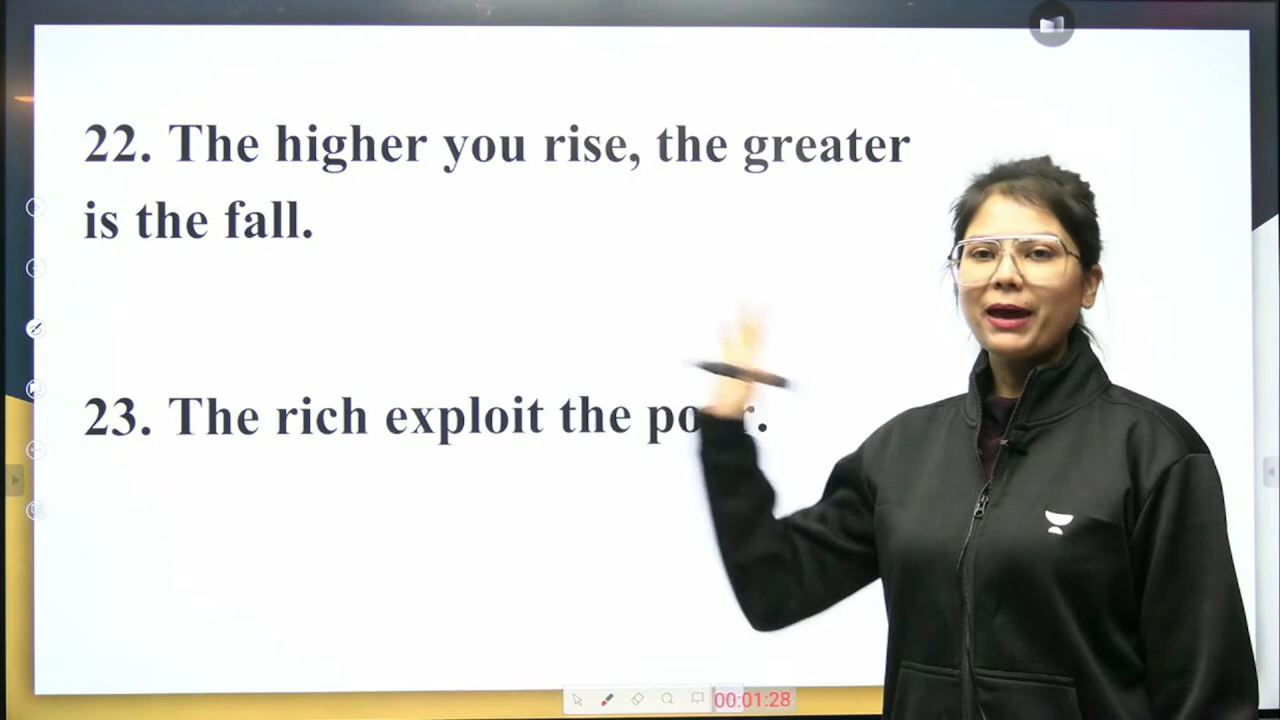 22. The higher you rise, the greater
is the fall.
23. The rich exploit the
00:01:28